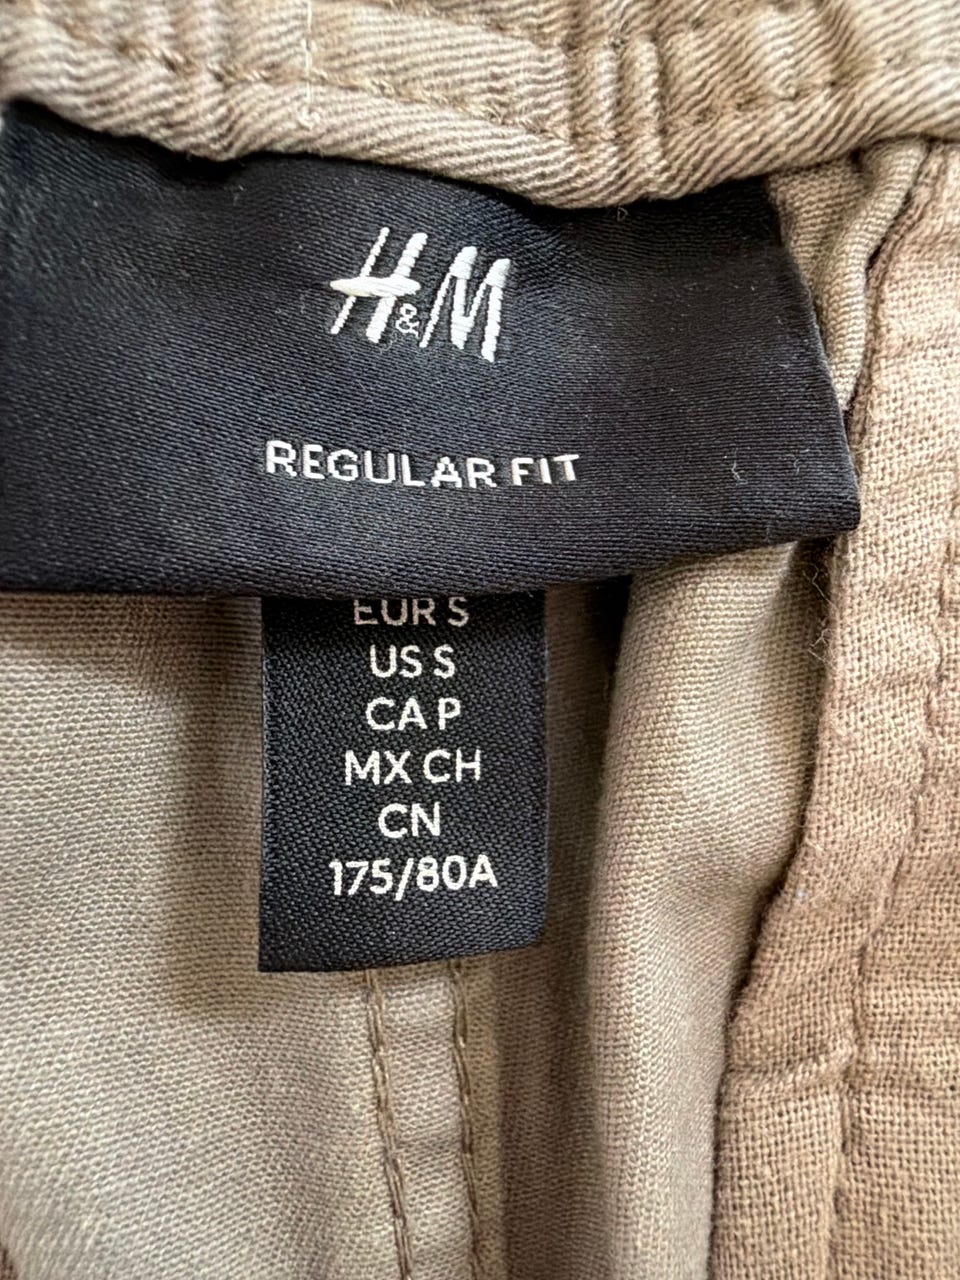 H&M
REGULAR FIT
EUR S
US S
CA P
MX CH
CN
175/80A